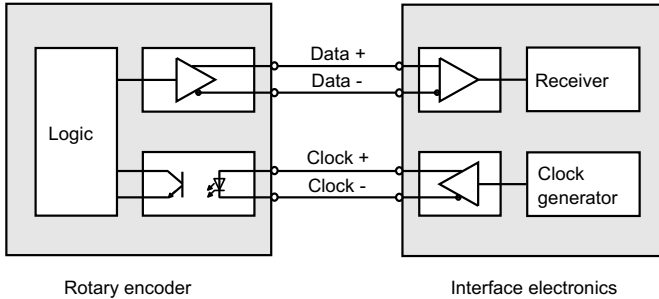 Data +
Data -
Receiver
Logic
Clock +
Clock -
Clock
generator
Rotary encoder
Interface electronics